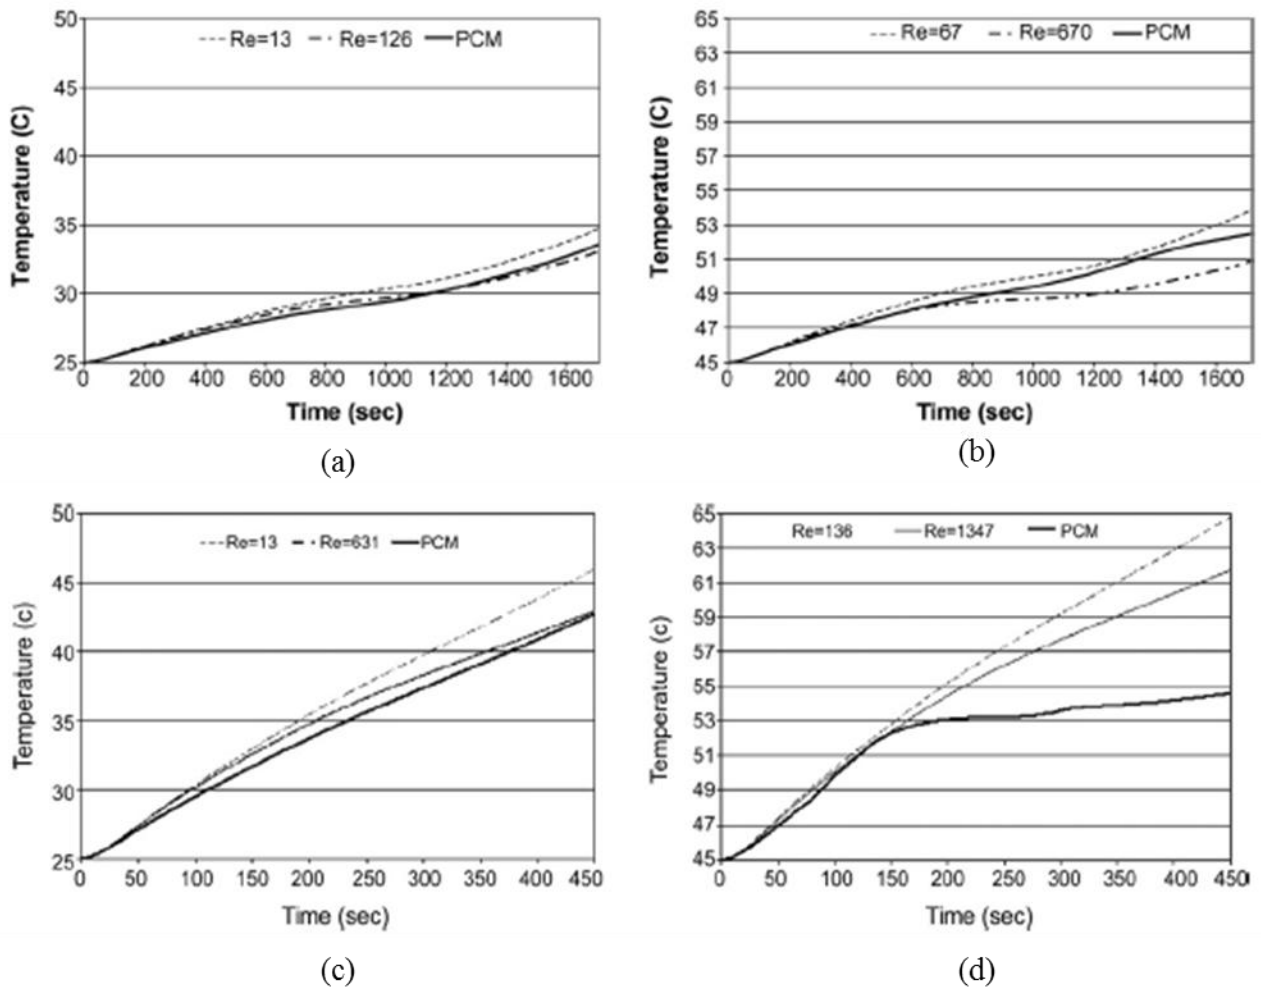 Re=13 Re=126 PCM
50
45
40
35
30
25
0 200 400 600 800 1000 1200 1400 1600
Temperature (C)
Time (sec)
(a)
Re=67 Re=670 PCM
65
63
61
59
57
55
53
51
49
47
45
0 200 400 600 800 1000 1200 1400 1600
Temperature (C)
Time (sec)
(b)
Re=13 Re=631 PCM
50
45
40
35
30
25
0 50 100 150 200 250 300 350 400 450
Temperature (c)
Time (sec)
(c)
Re=136 Re=1347 PCM
65
63
61
59
57
55
53
51
49
47
45
0 50 100 150 200 250 300 350 400 450
Temperature (c)
Time (sec)
(d)